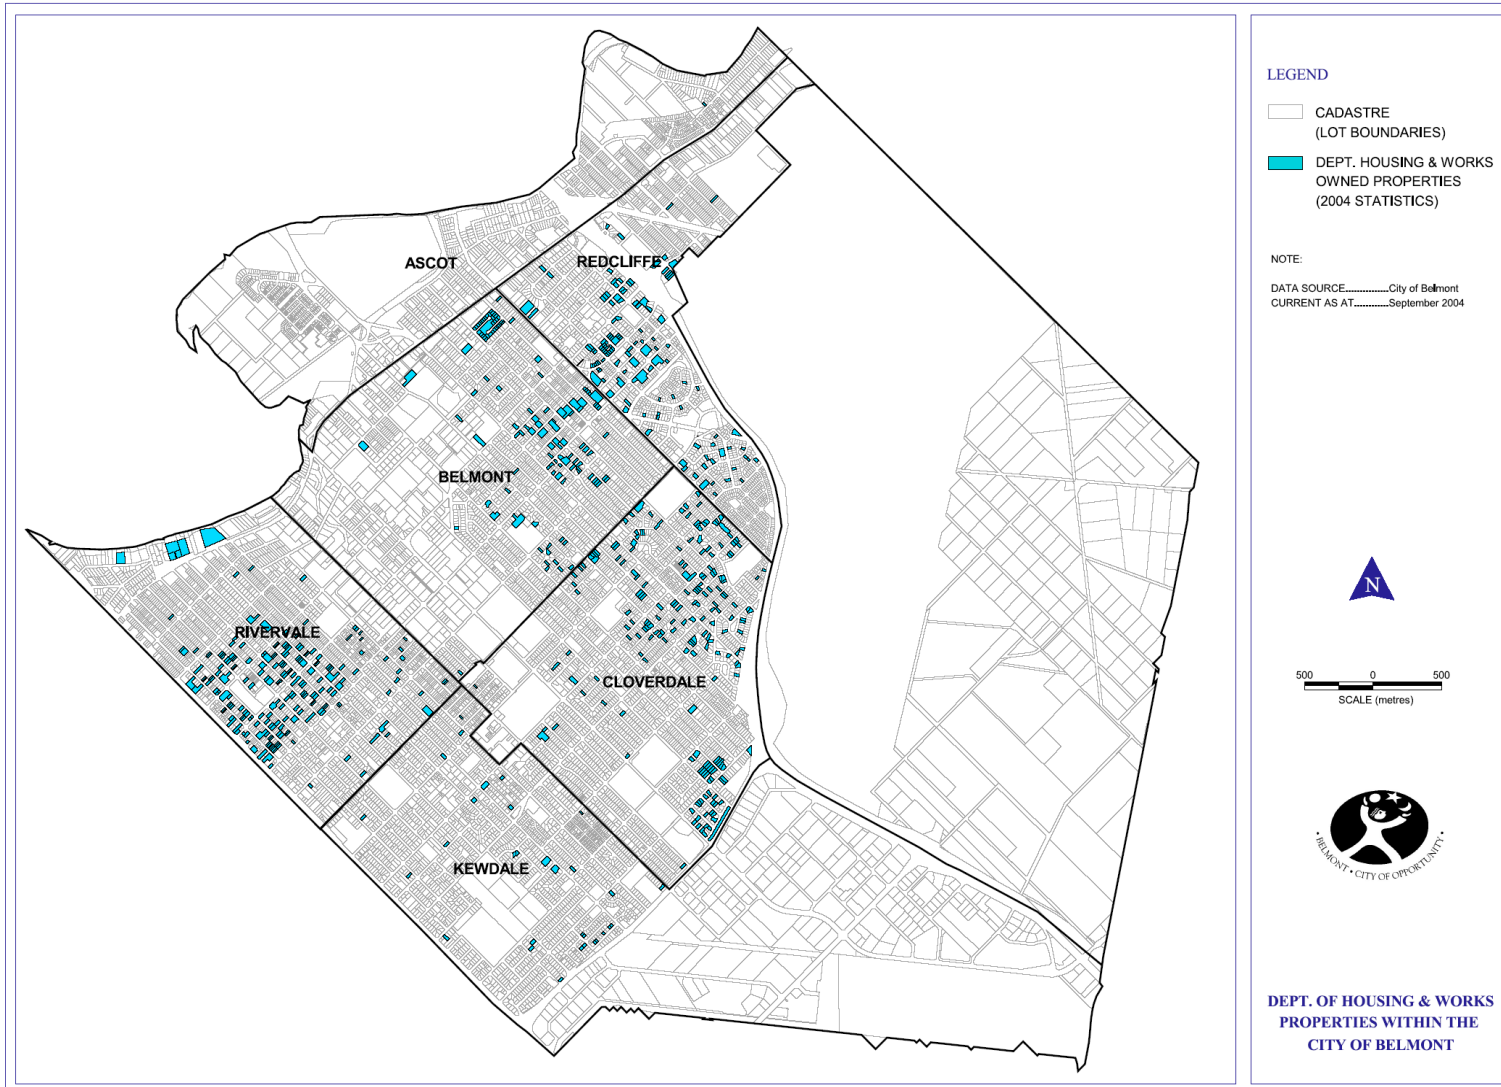 ASCOT
REDCLIFFE
BELMONT
RIVERVALE
CLOVERDALE
KEWDALE
LEGEND
CADASTRE
(LOT BOUNDARIES)
DEPT. HOUSING & WORKS
OWNED PROPERTIES
(2004 STATISTICS)
NOTE:
DATA SOURCE..............City of Belmont
CURRENT AS AT...........September 2004
N
500 0 500
SCALE (metres)
• BELMONT • CITY OF OPPORTUNITY •
DEPT. OF HOUSING & WORKS
PROPERTIES WITHIN THE
CITY OF BELMONT